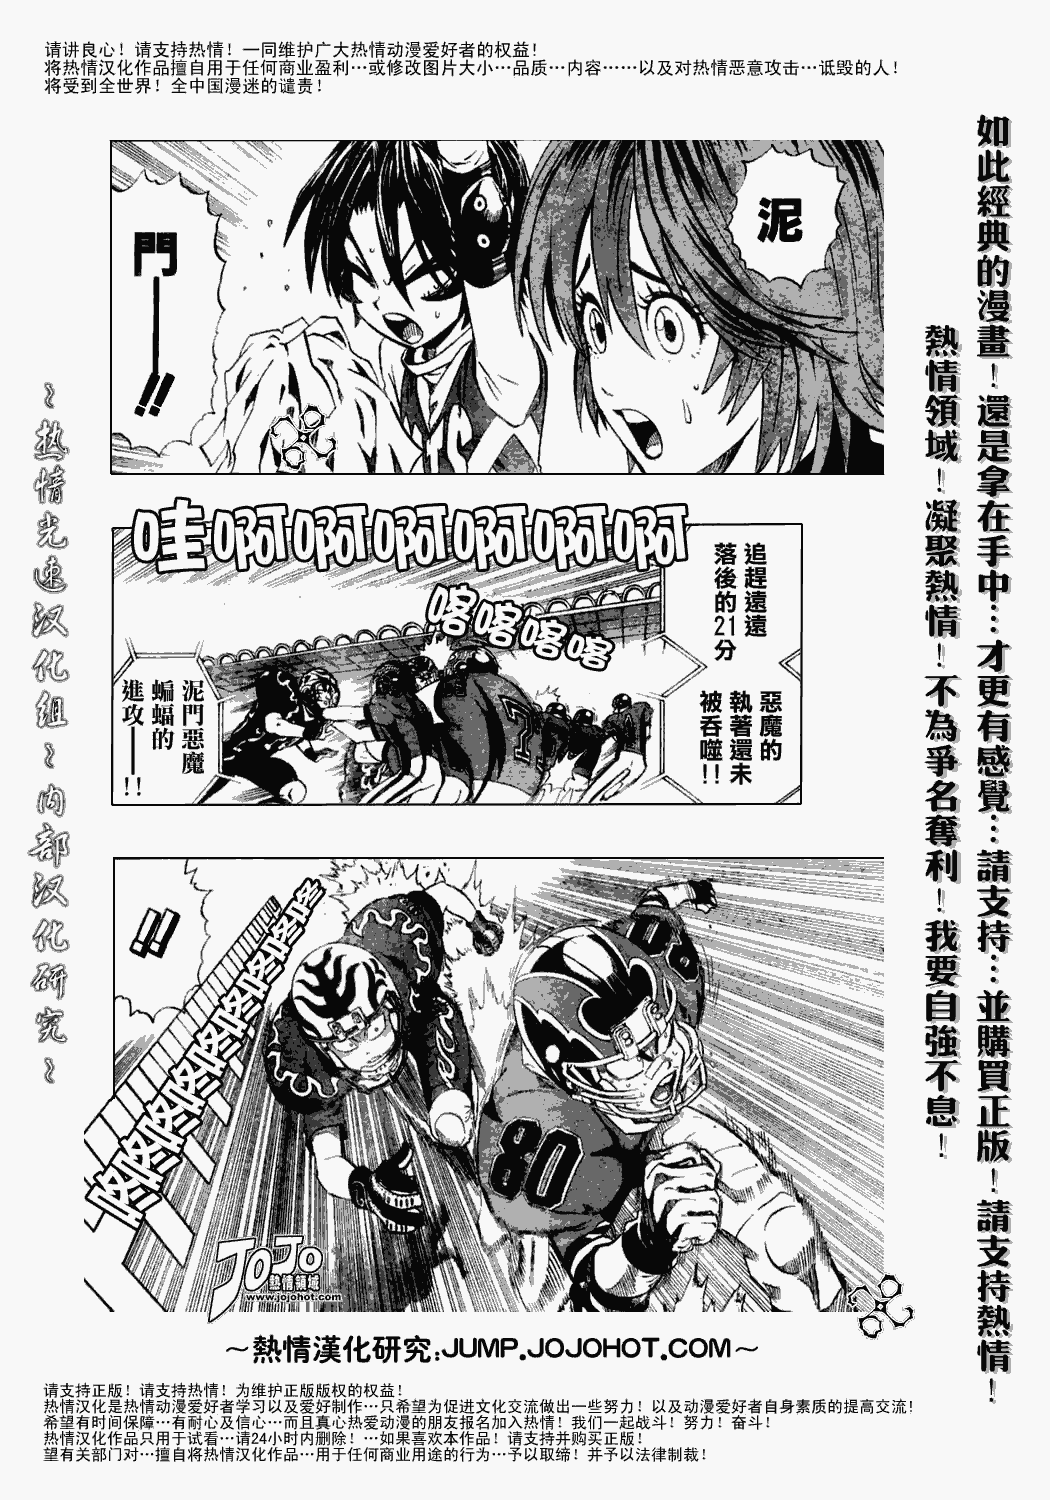 请讲良心！请支持热情！一同维护广大热情动漫爱好者的权益！
将热情汉化作品擅自用于任何商业盈利…或修改图片大小…品质…内容……以及对热情恶意攻击…诋毁的人！
将受到全世界！全中国漫迷的谴责！
如此經典的漫畫！還是拿在手中…才更有感覺…請支持…並購買正版！請支持熱情！
熱情領域！凝聚熱情！不為爭名奪利！我要自強不息！
～热情光速汉化组～内部汉化研究～
泥
門——!!
哇啊啊啊啊啊啊
喀喀喀喀
追趕遠遠
落後的21分
惡魔的
執著還未
被吞噬!!
泥門惡魔
蝙蝠的
進攻——!!
!!
咚咚咚咚咚咚咚咚
80
80
JOJO
熱情領域
www.jojohot.com
～熱情漢化研究:JUMP.JOJOHOT.COM～
请支持正版！请支持热情！为维护正版版权的权益！
热情汉化是热情动漫爱好者学习以及爱好制作…只希望为促进文化交流做出一些努力！以及动漫爱好者自身素质的提高交流！
希望有时间保障…有耐心及信心…而且真心热爱动漫的朋友报名加入热情！我们一起战斗！努力！奋斗！
热情汉化作品只用于试看…请24小时内删除！…如果喜欢本作品！请支持并购买正版！
望有关部门对…擅自将热情汉化作品…用于任何商业用途的行为…予以取缔！并予以法律制裁！